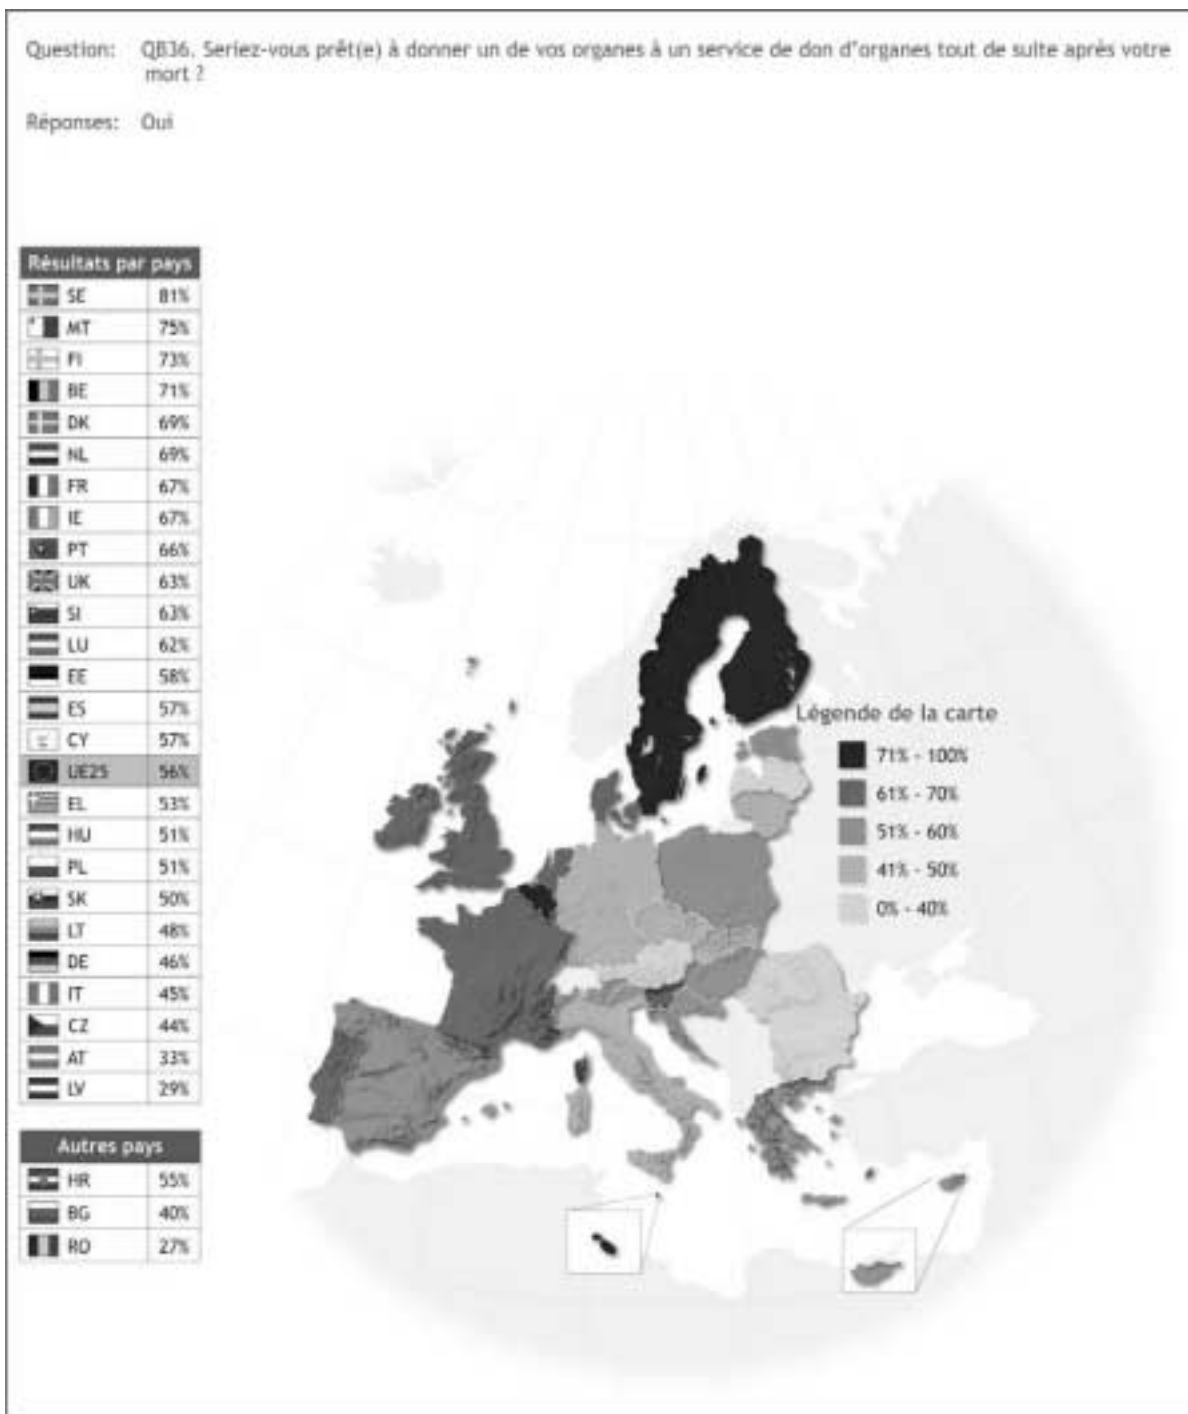 Question: QB36. Seriez-vous prêt(e) à donner un de vos organes à un service de don d'organes tout de suite après votre
mort ?
Réponses: Oui
Résultats par pays
SE 81%
MT 75%
FI 73%
BE 71%
DK 69%
NL 69%
FR 67%
IE 67%
PT 66%
UK 63%
SI 63%
LU 62%
EE 58%
ES 57%
CY 57%
UE25 56%
EL 53%
HU 51%
PL 51%
SK 50%
LT 48%
DE 46%
IT 45%
CZ 44%
AT 33%
LV 29%
Autres pays
HR 55%
BG 40%
RO 27%
Légende de la carte
71% - 100%
61% - 70%
51% - 60%
41% - 50%
0% - 40%